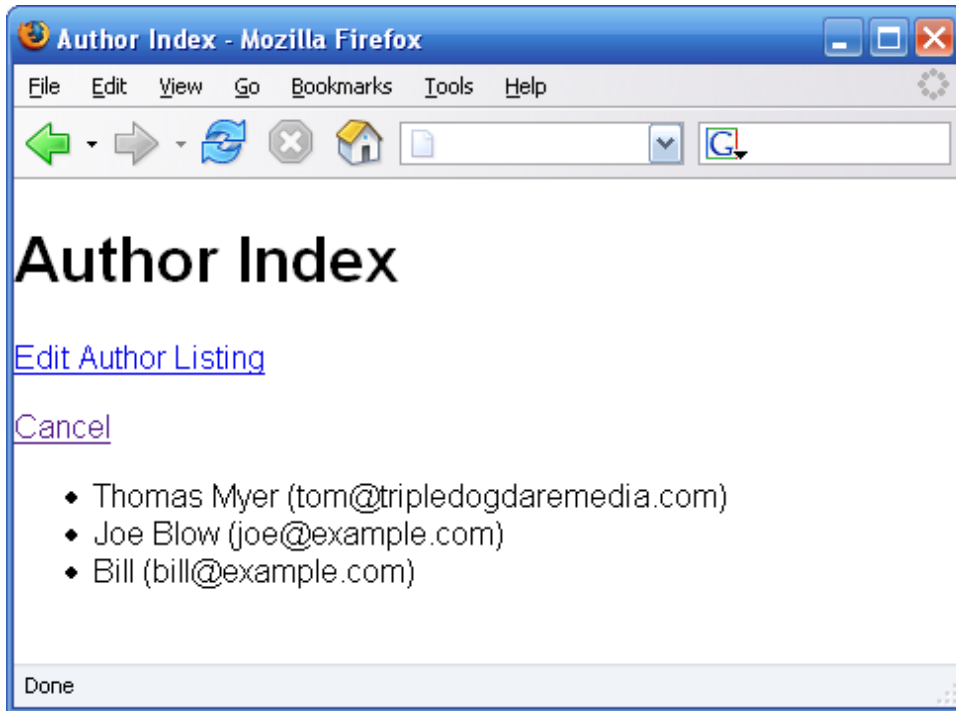 Author Index - Mozilla Firefox
File Edit View Go Bookmarks Tools Help
G
Author Index
Edit Author Listing
Cancel
• Thomas Myer (tom@tripledogdaremedia.com)
• Joe Blow (joe@example.com)
• Bill (bill@example.com)
Done